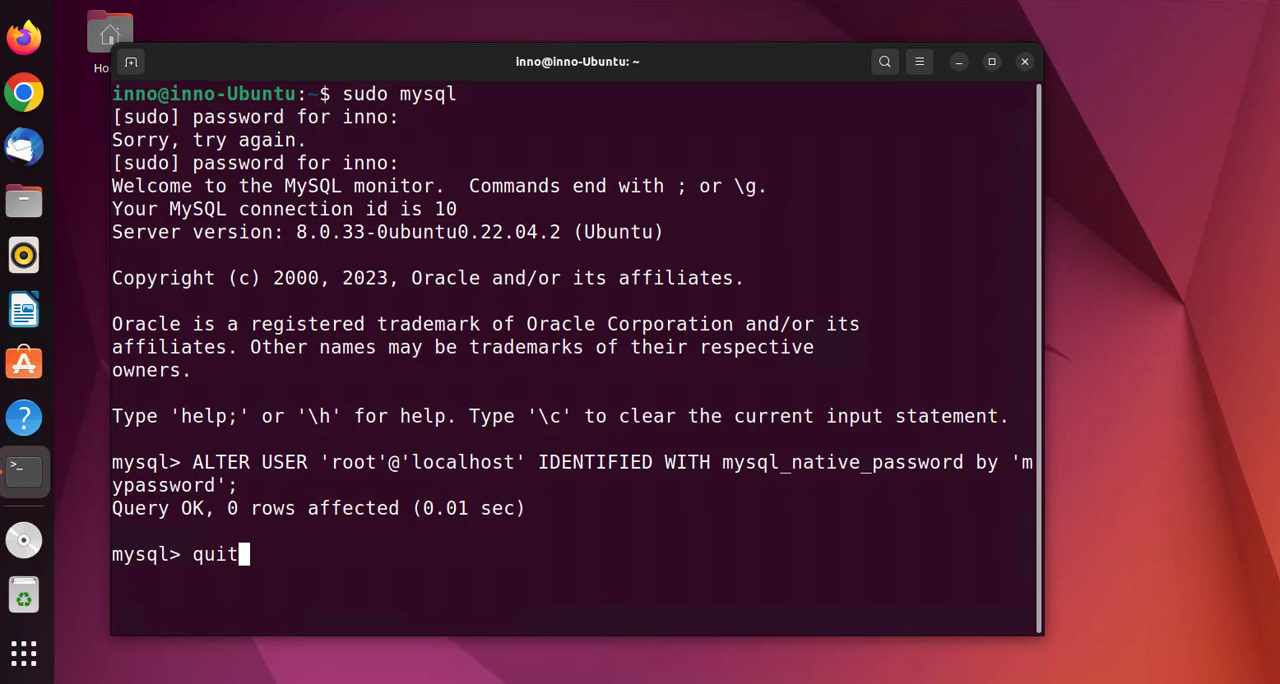 Ho
inno@inno-Ubuntu: ~
inno@inno-Ubuntu:~$ sudo mysql
[sudo] password for inno:
Sorry, try again.
[sudo] password for inno:
Welcome to the MySQL monitor.  Commands end with ; or \g.
Your MySQL connection id is 10
Server version: 8.0.33-0ubuntu0.22.04.2 (Ubuntu)
Copyright (c) 2000, 2023, Oracle and/or its affiliates.
Oracle is a registered trademark of Oracle Corporation and/or its
affiliates. Other names may be trademarks of their respective
owners.
Type 'help;' or '\h' for help. Type '\c' to clear the current input statement.
mysql> ALTER USER 'root'@'localhost' IDENTIFIED WITH mysql_native_password by 'm
ypassword';
Query OK, 0 rows affected (0.01 sec)
mysql> quit